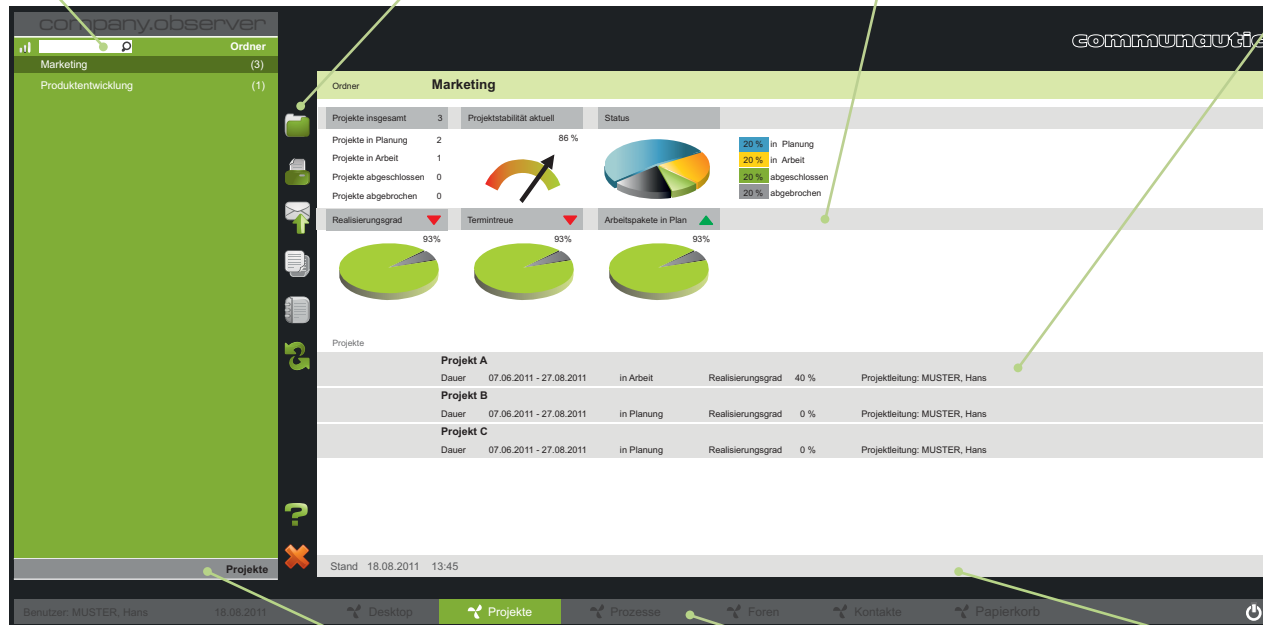 company.observer
Ordner
Marketing (3)
Produktentwicklung (1)
communautic
Ordner Marketing
Projekte insgesamt 3 Projektstabilität aktuell Status
Projekte in Planung 2 86 % 20 % in Planung
Projekte in Arbeit 1 20 % in Arbeit
Projekte abgeschlossen 0 20 % abgeschlossen
Projekte abgebrochen 0 20 % abgebrochen
Realisierungsgrad Termintreue Arbeitspakete in Plan
93% 93% 93%
Projekte
Projekt A
Dauer 07.06.2011 - 27.08.2011 in Arbeit Realisierungsgrad 40 % Projektleitung: MUSTER, Hans
Projekt B
Dauer 07.06.2011 - 27.08.2011 in Planung Realisierungsgrad 0 % Projektleitung: MUSTER, Hans
Projekt C
Dauer 07.06.2011 - 27.08.2011 in Planung Realisierungsgrad 0 % Projektleitung: MUSTER, Hans
Projekte
Stand 18.08.2011 13:45
Benutzer: MUSTER, Hans 18.08.2011 Desktop Projekte Prozesse Foren Kontakte Papierkorb